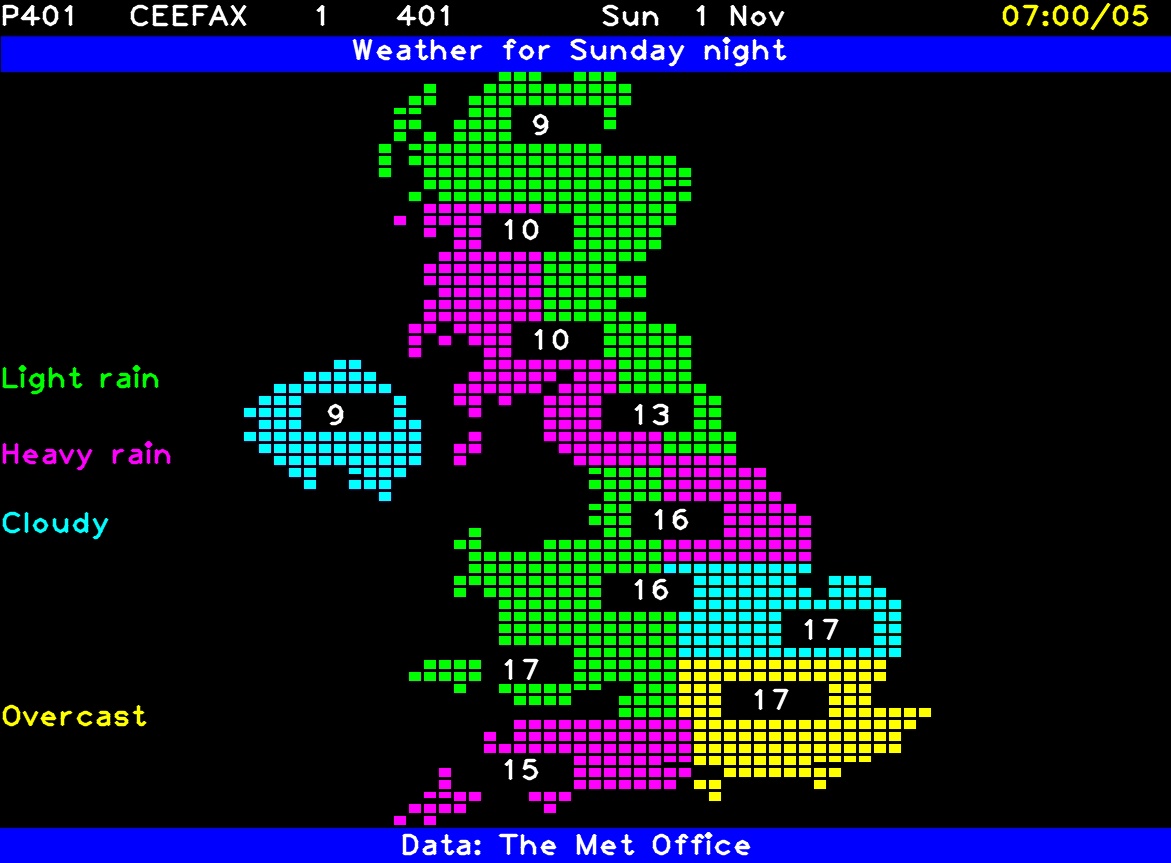 P401 CEEFAX 1 401 Sun 1 Nov 07:00/05
Weather for Sunday night
9
10
10
Light rain
9
13
Heavy rain
16
Cloudy
16
17
17
17
Overcast
15
Data: The Met Office